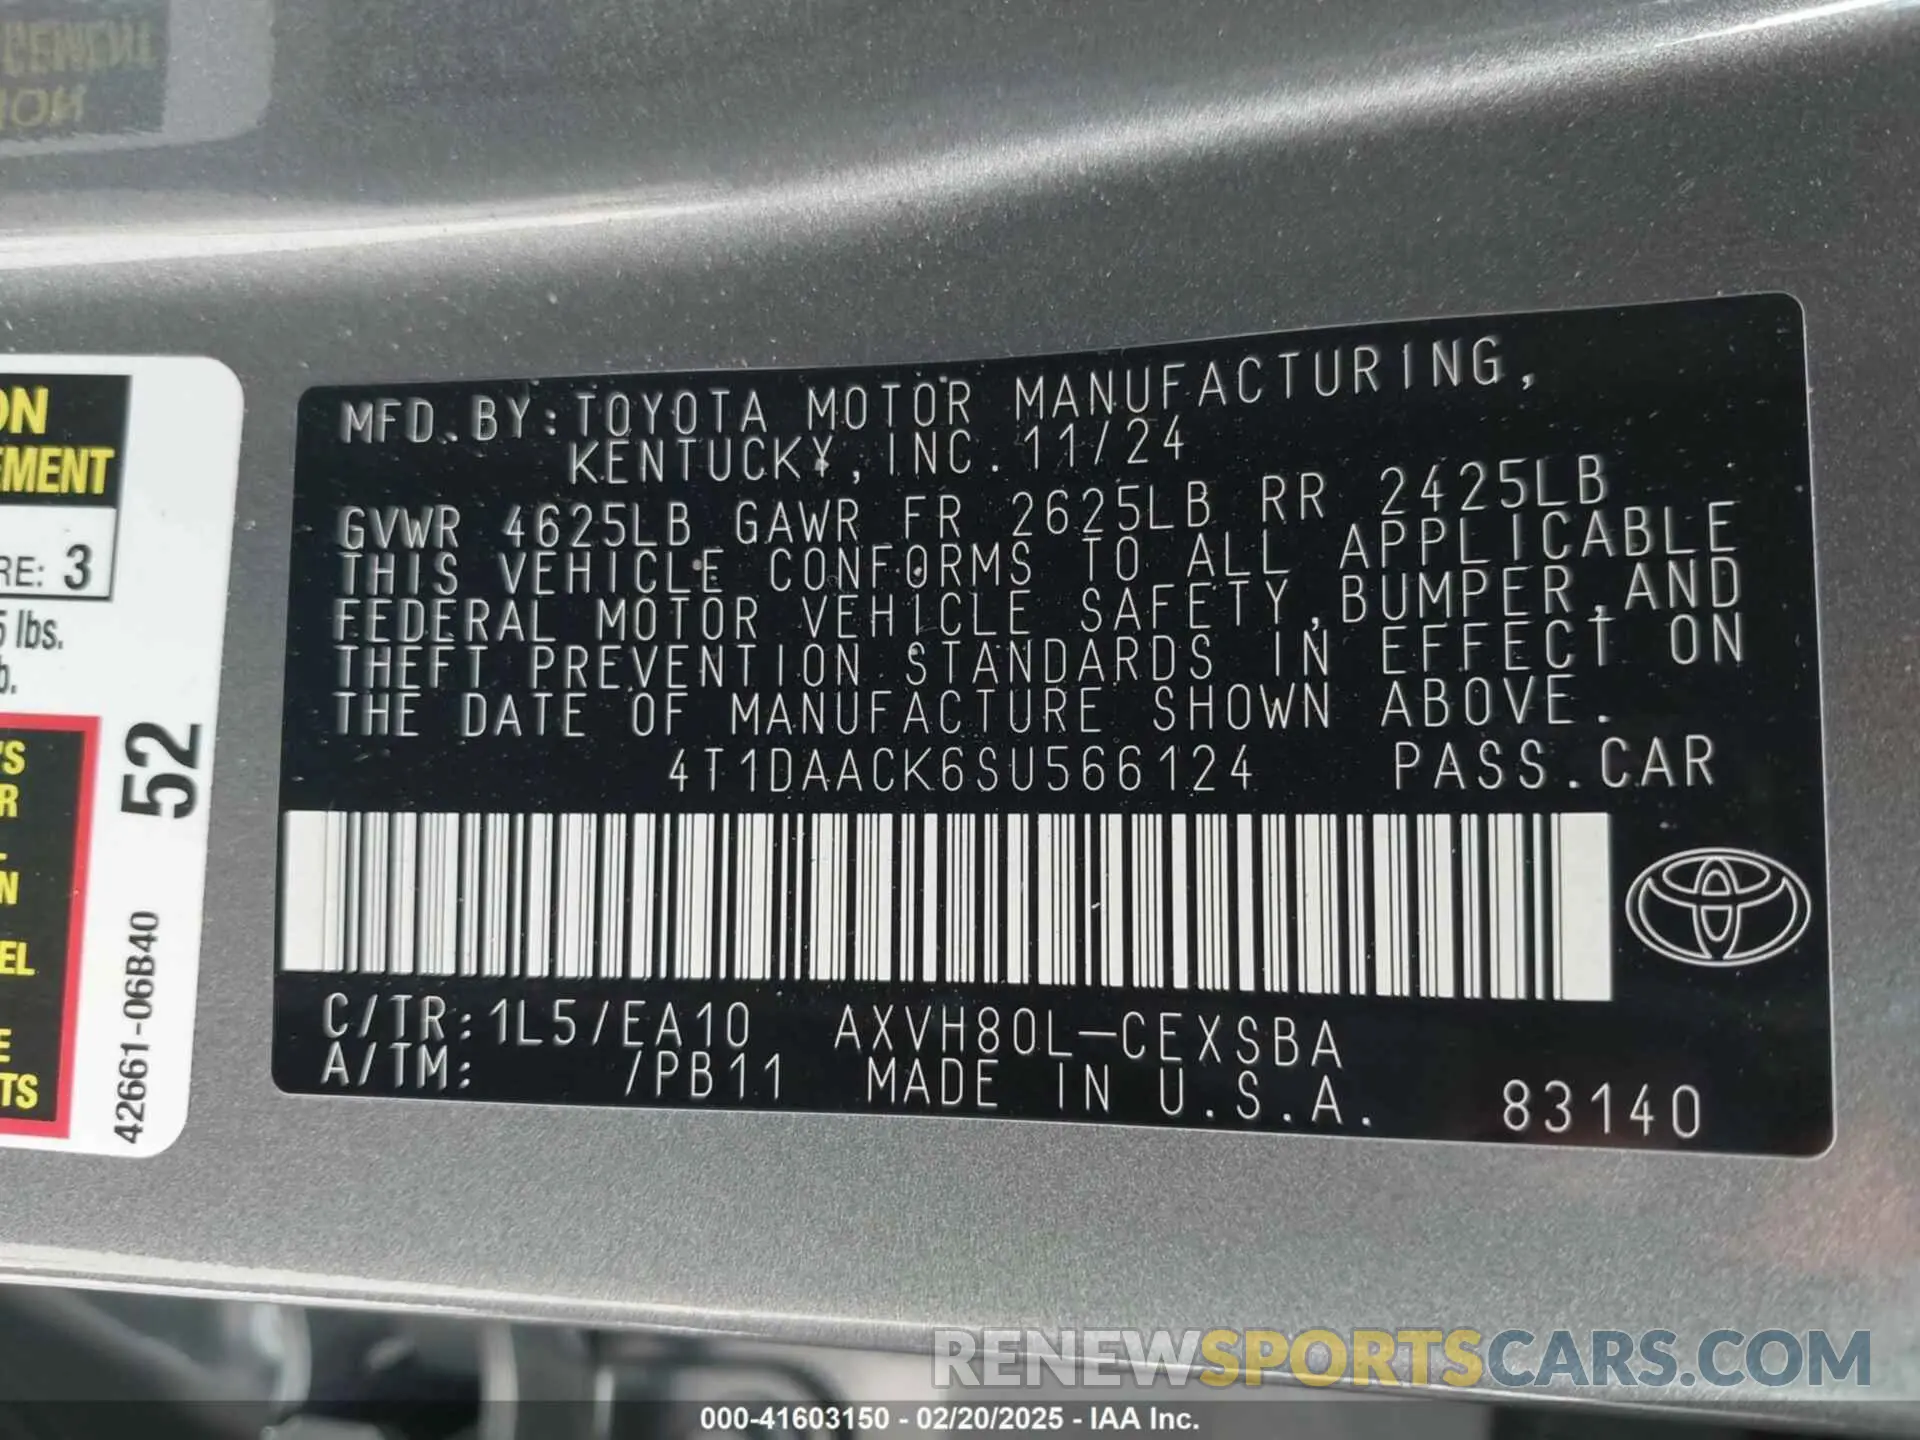 ON
EMENT
RE: 3
5 lbs.
b.
'S
R
L
N
EL
E
TS
52
42661-06B40
MFD. BY: TOYOTA MOTOR MANUFACTURING,
KENTUCKY, INC. 11/24
GVWR 4625LB GAWR FR 2625LB RR 2425LB
THIS VEHICLE CONFORMS TO ALL APPLICABLE
FEDERAL MOTOR VEHICLE SAFETY, BUMPER, AND
THEFT PREVENTION STANDARDS IN EFFECT ON
THE DATE OF MANUFACTURE SHOWN ABOVE.
4T1DAACK6SU566124 PASS. CAR
C/TR: 1L5/EA10 AXVH80L-CEXSBA
A/TM: /PB11 MADE IN U.S.A. 83140
RENEWSPORTSCARS.COM
000-41603150 - 02/20/2025 - IAA Inc.